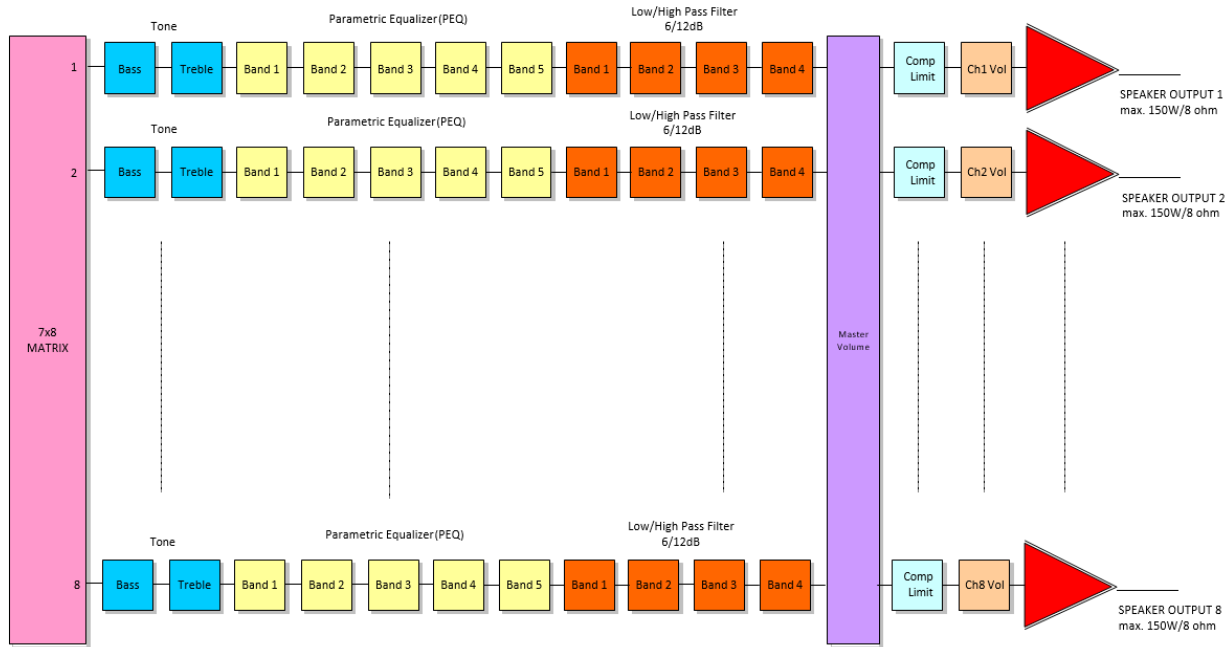 Tone
Parametric Equalizer(PEQ)
Low/High Pass Filter
6/12dB
1
Bass
Treble
Band 1
Band 2
Band 3
Band 4
Band 5
Band 1
Band 2
Band 3
Band 4
Comp
Limit
Ch1 Vol
SPEAKER OUTPUT 1
max. 150W/8 ohm
Tone
Parametric Equalizer(PEQ)
Low/High Pass Filter
6/12dB
2
Bass
Treble
Band 1
Band 2
Band 3
Band 4
Band 5
Band 1
Band 2
Band 3
Band 4
Comp
Limit
Ch2 Vol
SPEAKER OUTPUT 2
max. 150W/8 ohm
7x8
MATRIX
Master
Volume
Tone
Parametric Equalizer(PEQ)
Low/High Pass Filter
6/12dB
8
Bass
Treble
Band 1
Band 2
Band 3
Band 4
Band 5
Band 1
Band 2
Band 3
Band 4
Comp
Limit
Ch8 Vol
SPEAKER OUTPUT 8
max. 150W/8 ohm